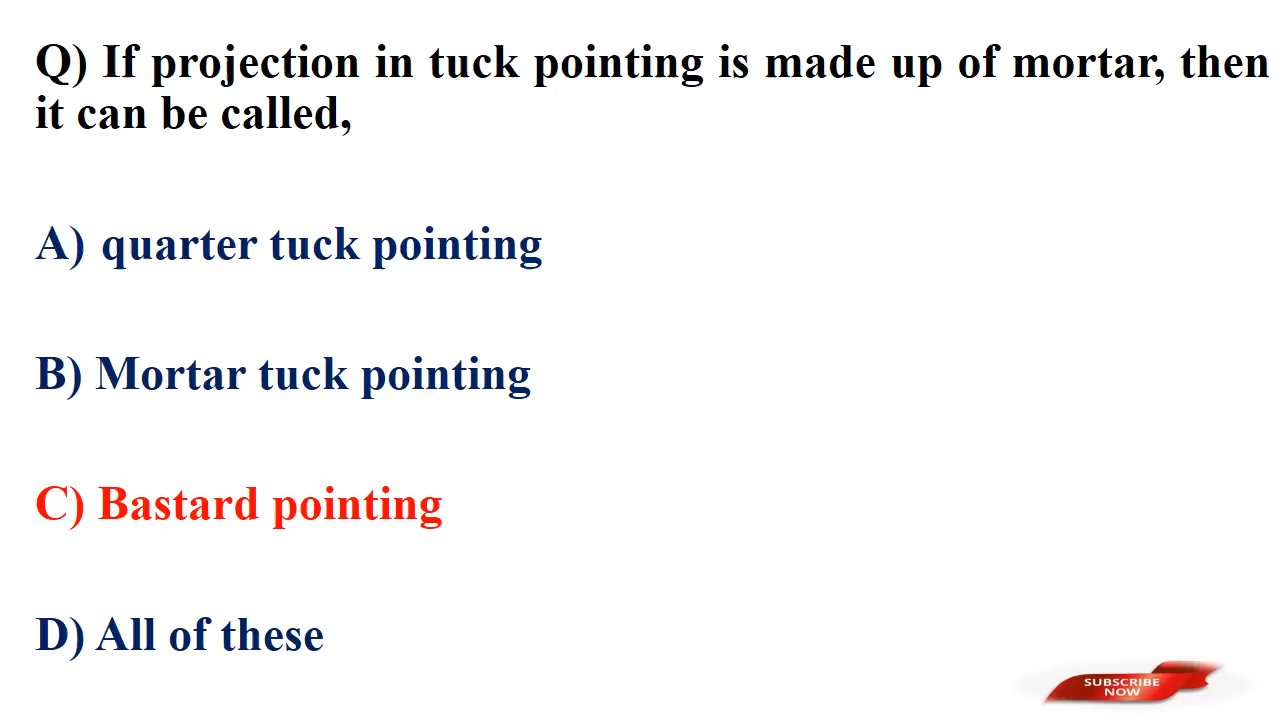 Q) If projection in tuck pointing is made up of mortar, then
it can be called,
A) quarter tuck pointing
B) Mortar tuck pointing
C) Bastard pointing
D) All of these
SUBSCRIBE
NOW